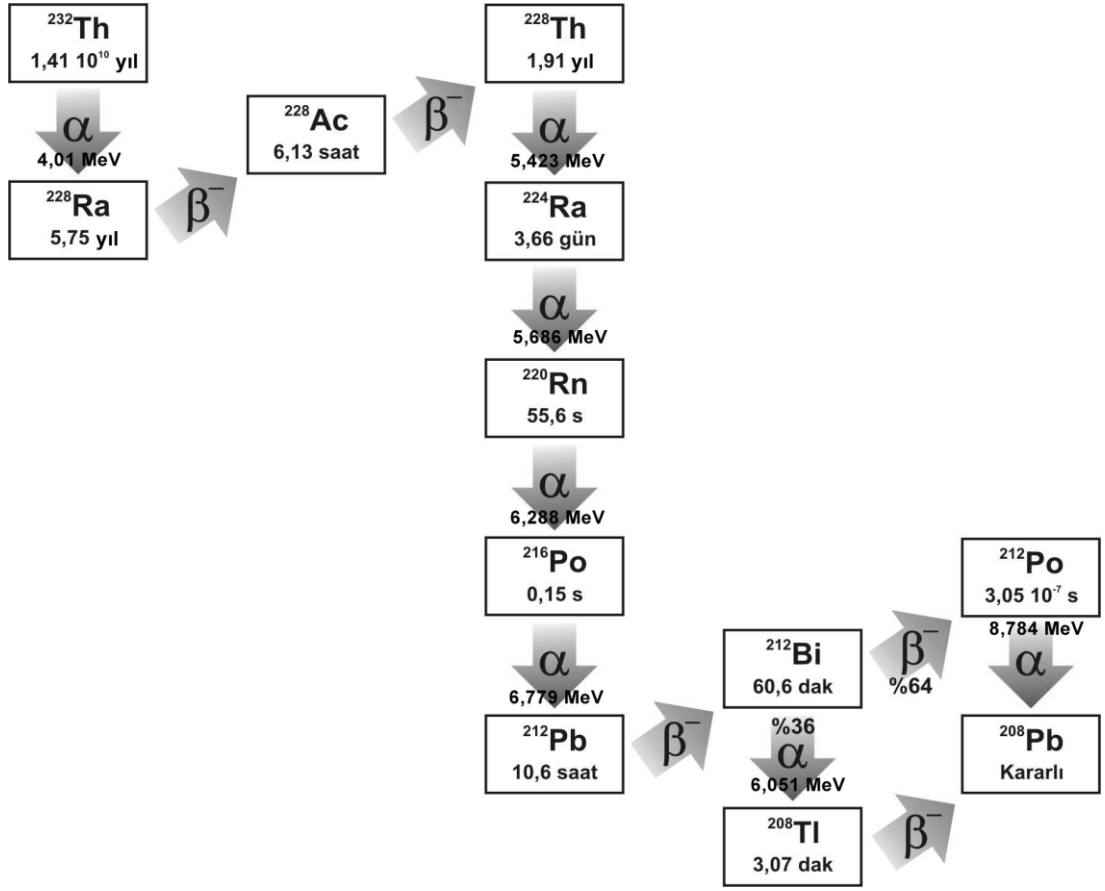 ²³²Th
1,41 10¹⁰ yıl
α
4,01 MeV
²²⁸Ra
5,75 yıl
β⁻
²²⁸Ac
6,13 saat
β⁻
²²⁸Th
1,91 yıl
α
5,423 MeV
²²⁴Ra
3,66 gün
α
5,686 MeV
²²⁰Rn
55,6 s
α
6,288 MeV
²¹⁶Po
0,15 s
α
6,779 MeV
²¹²Pb
10,6 saat
β⁻
²¹²Bi
60,6 dak
β⁻
%64
²¹²Po
3,05 10⁻⁷ s
8,784 MeV
α
²⁰⁸Pb
Kararlı
%36
α
6,051 MeV
²⁰⁸Tl
3,07 dak
β⁻